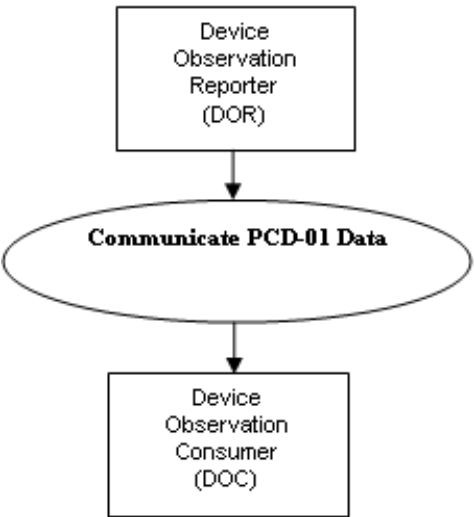 Device
Observation
Reporter
(DOR)
Communicate PCD-01 Data
Device
Observation
Consumer
(DOC)